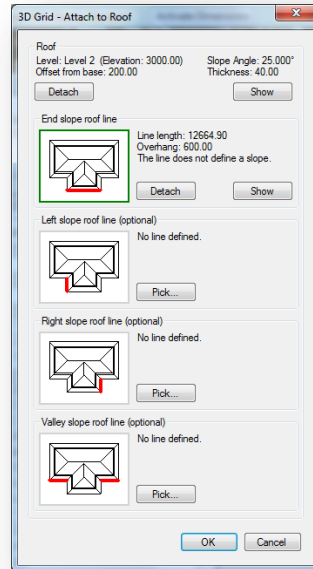 3D Grid - Attach to Roof
Roof
Level: Level 2 (Elevation: 3000.00) Slope Angle: 25.000°
Offset from base: 200.00 Thickness: 40.00
Detach Show
End slope roof line
Line length: 12664.90
Overhang: 600.00
The line does not define a slope.
Detach Show
Left slope roof line (optional)
No line defined.
Pick...
Right slope roof line (optional)
No line defined.
Pick...
Valley slope roof line (optional)
No line defined.
Pick...
OK Cancel